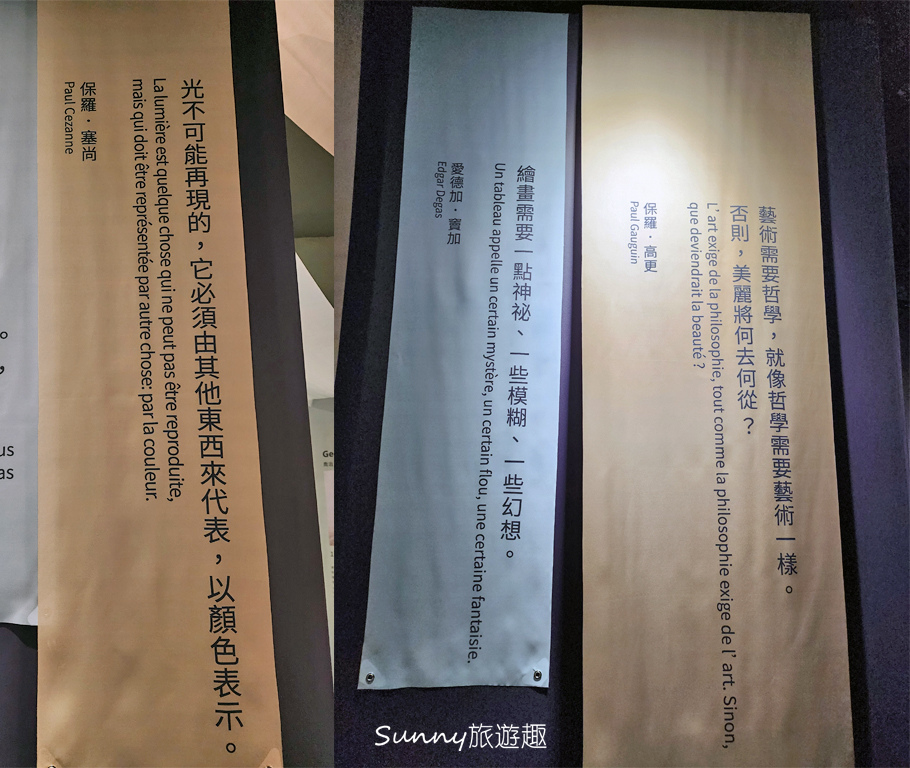 光不可能再現的，它必須由其他東西來代表，以顏色表示。
La lumière est quelque chose qui ne peut pas être reproduite,
mais qui doit être représentée par autre chose: par la couleur.
保羅．塞尚
Paul Cezanne
us
as
Ge
繪畫需要一點神祕、一些模糊、一些幻想。
Un tableau appelle un certain mystère, un certain flou, une certaine fantaisie.
愛德加．竇加
Edgar Degas
藝術需要哲學，就像哲學需要藝術一樣。
否則，美麗將何去何從？
L’art exige de la philosophie, tout comme la philosophie exige de l’art. Sinon,
que deviendrait la beauté?
保羅．高更
Paul Gauguin
Sunny旅遊趣